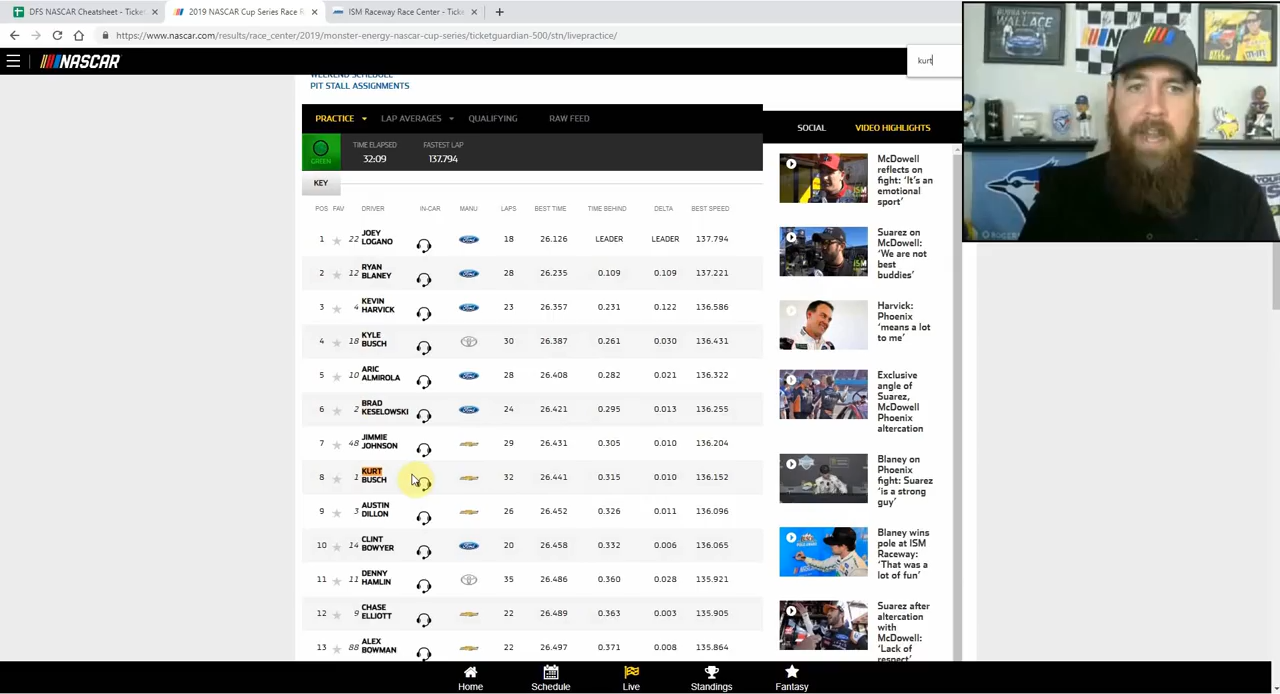 DFS NASCAR Cheatsheet - Ticket
2019 NASCAR Cup Series Race R
ISM Raceway Race Center - Ticke
https://www.nascar.com/results/race_center/2019/monster-energy-nascar-cup-series/ticketguardian-500/stn/livepractice/
NASCAR
kurt
WEEKEND SCHEDULE
PIT STALL ASSIGNMENTS
PRACTICE LAP AVERAGES QUALIFYING RAW FEED
GREEN
TIME ELAPSED
32:09
FASTEST LAP
137.794
KEY
POS FAV DRIVER IN-CAR MANU LAPS BEST TIME TIME BEHIND DELTA BEST SPEED
1 22 JOEY LOGANO Ford 18 26.126 LEADER LEADER 137.794
2 12 RYAN BLANEY Ford 28 26.235 0.109 0.109 137.221
3 4 KEVIN HARVICK Ford 23 26.357 0.231 0.122 136.586
4 18 KYLE BUSCH 30 26.387 0.261 0.030 136.431
5 10 ARIC ALMIROLA Ford 28 26.408 0.282 0.021 136.322
6 2 BRAD KESELOWSKI Ford 24 26.421 0.295 0.013 136.255
7 48 JIMMIE JOHNSON 29 26.431 0.305 0.010 136.204
8 1 KURT BUSCH 32 26.441 0.315 0.010 136.152
9 3 AUSTIN DILLON 26 26.452 0.326 0.011 136.096
10 14 CLINT BOWYER Ford 20 26.458 0.332 0.006 136.065
11 11 DENNY HAMLIN 35 26.486 0.360 0.028 135.921
12 9 CHASE ELLIOTT 22 26.489 0.363 0.003 135.905
13 88 ALEX BOWMAN 22 26.497 0.371 0.008 135.864
SOCIAL VIDEO HIGHLIGHTS
McDowell
reflects on
fight: 'It's an
emotional
sport'
Suarez on
McDowell:
'We are not
best
buddies'
Harvick:
Phoenix
'means a lot
to me'
Exclusive
angle of
Suarez,
McDowell
Phoenix
altercation
Blaney on
Phoenix
fight: Suarez
'is a strong
guy'
Blaney wins
pole at ISM
Raceway:
'That was a
lot of fun'
Suarez after
altercation
with
McDowell:
'Lack of
respect'
BUBBA
WALLACE
Home Schedule Live Standings Fantasy